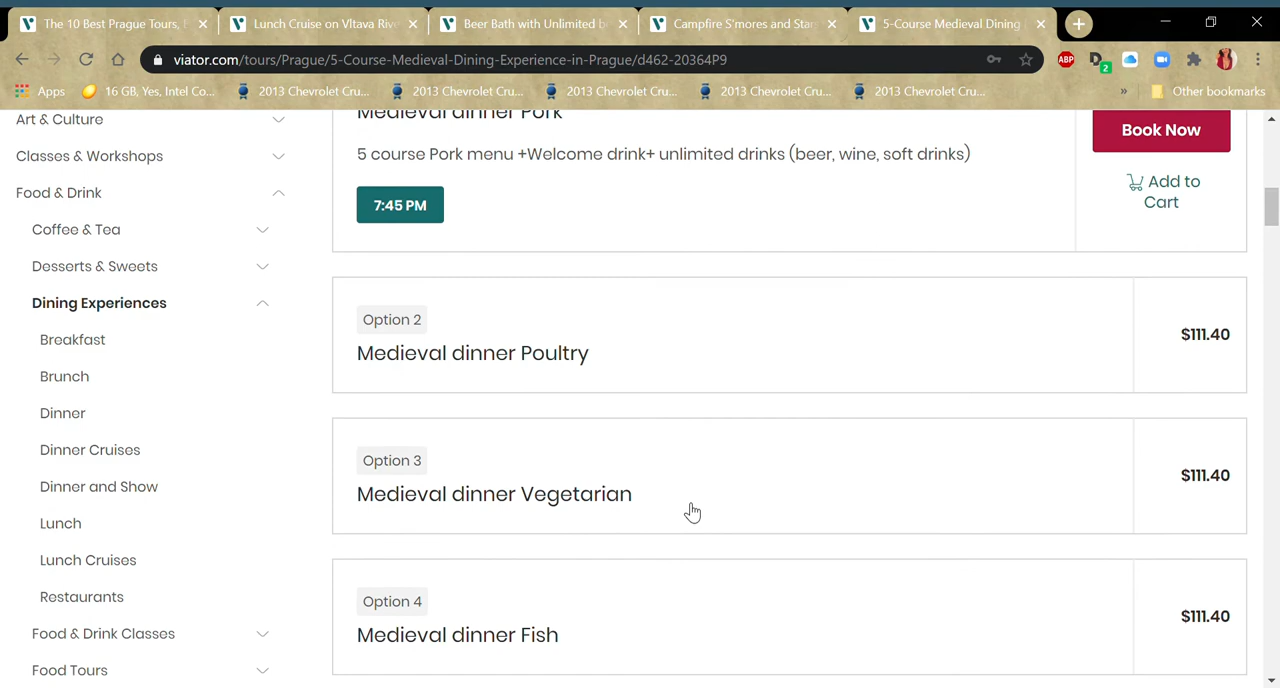 The 10 Best Prague Tours, E
Lunch Cruise on Vltava Rive
Beer Bath with Unlimited b
Campfire S'mores and Star
5-Course Medieval Dining
viator.com/tours/Prague/5-Course-Medieval-Dining-Experience-in-Prague/d462-20364P9
ABP
D 2
Apps
16 GB, Yes, Intel Co...
2013 Chevrolet Cru...
2013 Chevrolet Cru...
2013 Chevrolet Cru...
2013 Chevrolet Cru...
2013 Chevrolet Cru...
»
Other bookmarks
Art & Culture
Classes & Workshops
Food & Drink
Coffee & Tea
Desserts & Sweets
Dining Experiences
Breakfast
Brunch
Dinner
Dinner Cruises
Dinner and Show
Lunch
Lunch Cruises
Restaurants
Food & Drink Classes
Food Tours
Medieval dinner Pork
5 course Pork menu +Welcome drink+ unlimited drinks (beer, wine, soft drinks)
7:45 PM
Book Now
Add to
Cart
Option 2
Medieval dinner Poultry
$111.40
Option 3
Medieval dinner Vegetarian
$111.40
Option 4
Medieval dinner Fish
$111.40